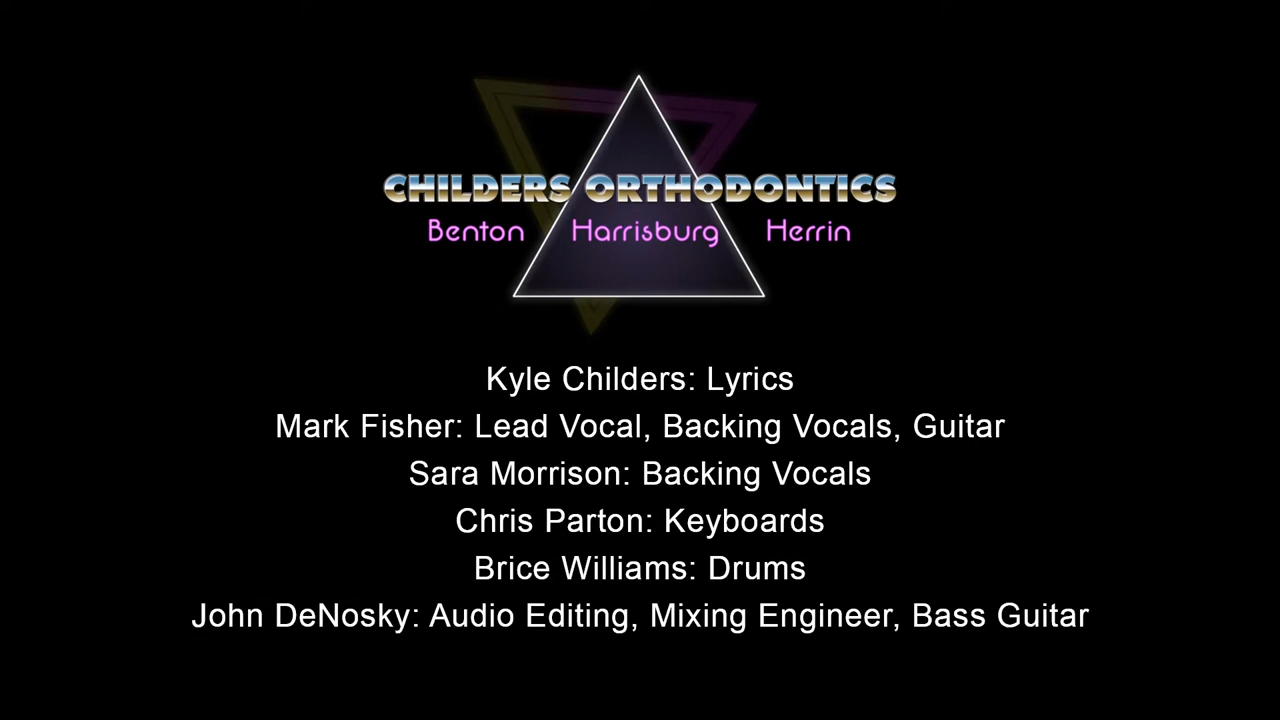 CHILDERS ORTHODONTICS
Benton Harrisburg Herrin
Kyle Childers: Lyrics
Mark Fisher: Lead Vocal, Backing Vocals, Guitar
Sara Morrison: Backing Vocals
Chris Parton: Keyboards
Brice Williams: Drums
John DeNosky: Audio Editing, Mixing Engineer, Bass Guitar